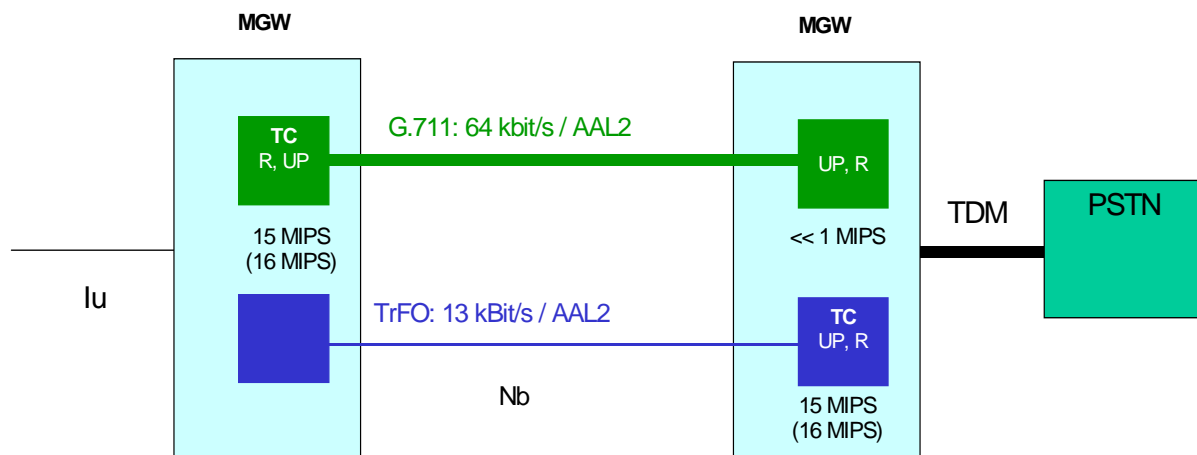 MGW
MGW
G.711: 64 kbit/s / AAL2
TC
R, UP
UP, R
TDM
PSTN
15 MIPS
(16 MIPS)
<< 1 MIPS
Iu
TrFO: 13 kBit/s / AAL2
TC
UP, R
Nb
15 MIPS
(16 MIPS)